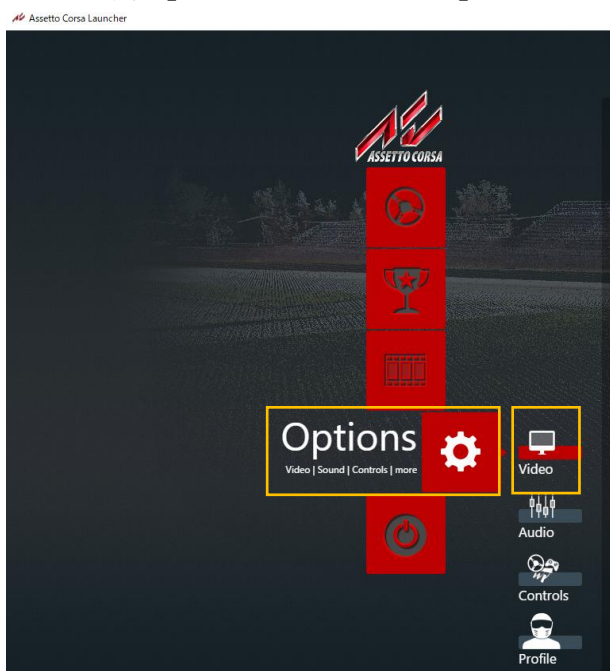 Assetto Corsa Launcher
ASSETTO CORSA
Options
Video | Sound | Controls | more
Video
Audio
Controls
Profile